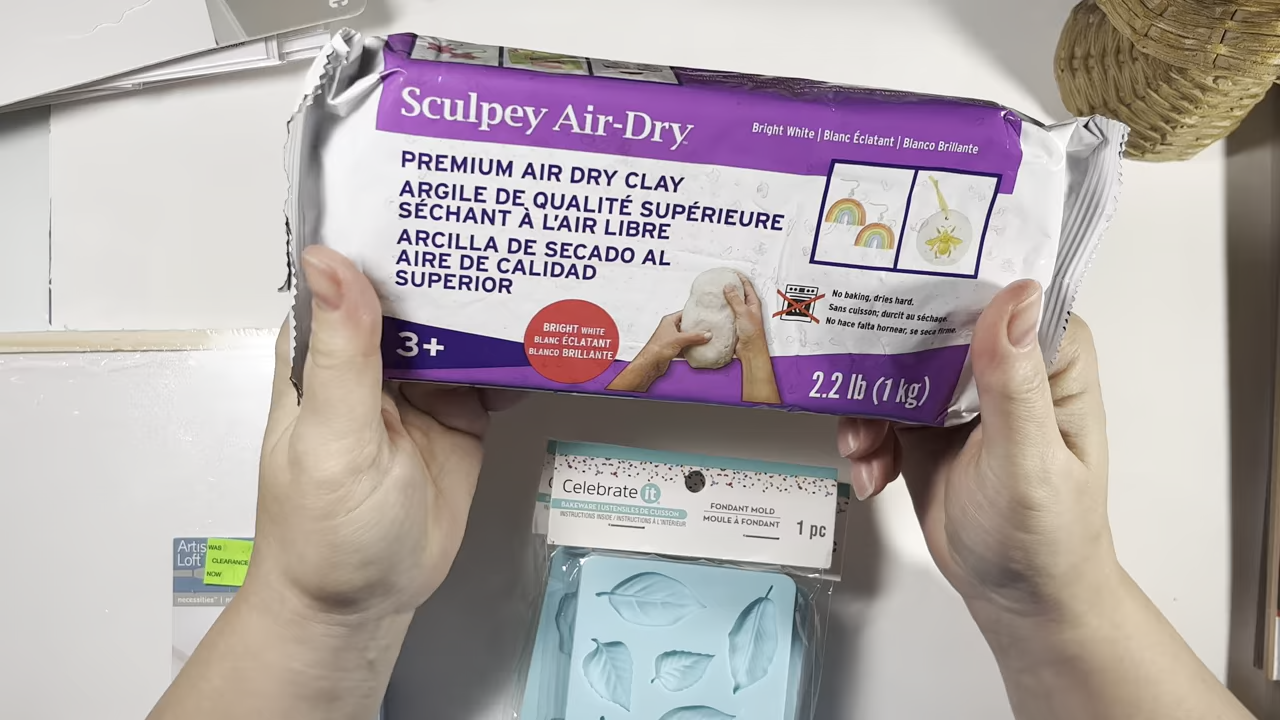 Sculpey Air-Dry™
Bright White | Blanc Éclatant | Blanco Brillante
PREMIUM AIR DRY CLAY
ARGILE DE QUALITÉ SUPÉRIEURE
SÉCHANT À L'AIR LIBRE
ARCILLA DE SECADO AL
AIRE DE CALIDAD
SUPERIOR
No baking, dries hard.
Sans cuisson; durcit au séchage.
No hace falta hornear, se seca firme.
BRIGHT WHITE
BLANC ÉCLATANT
BLANCO BRILLANTE
3+
2.2 lb (1 kg)
Celebrate it
BAKEWARE | USTENSILES DE CUISSON
INSTRUCTIONS INSIDE / INSTRUCTIONS À L'INTÉRIEUR
FONDANT MOLD
MOULE À FONDANT
1 pc
Artis
Loft
WAS
CLEARANCE
NOW
necessities™